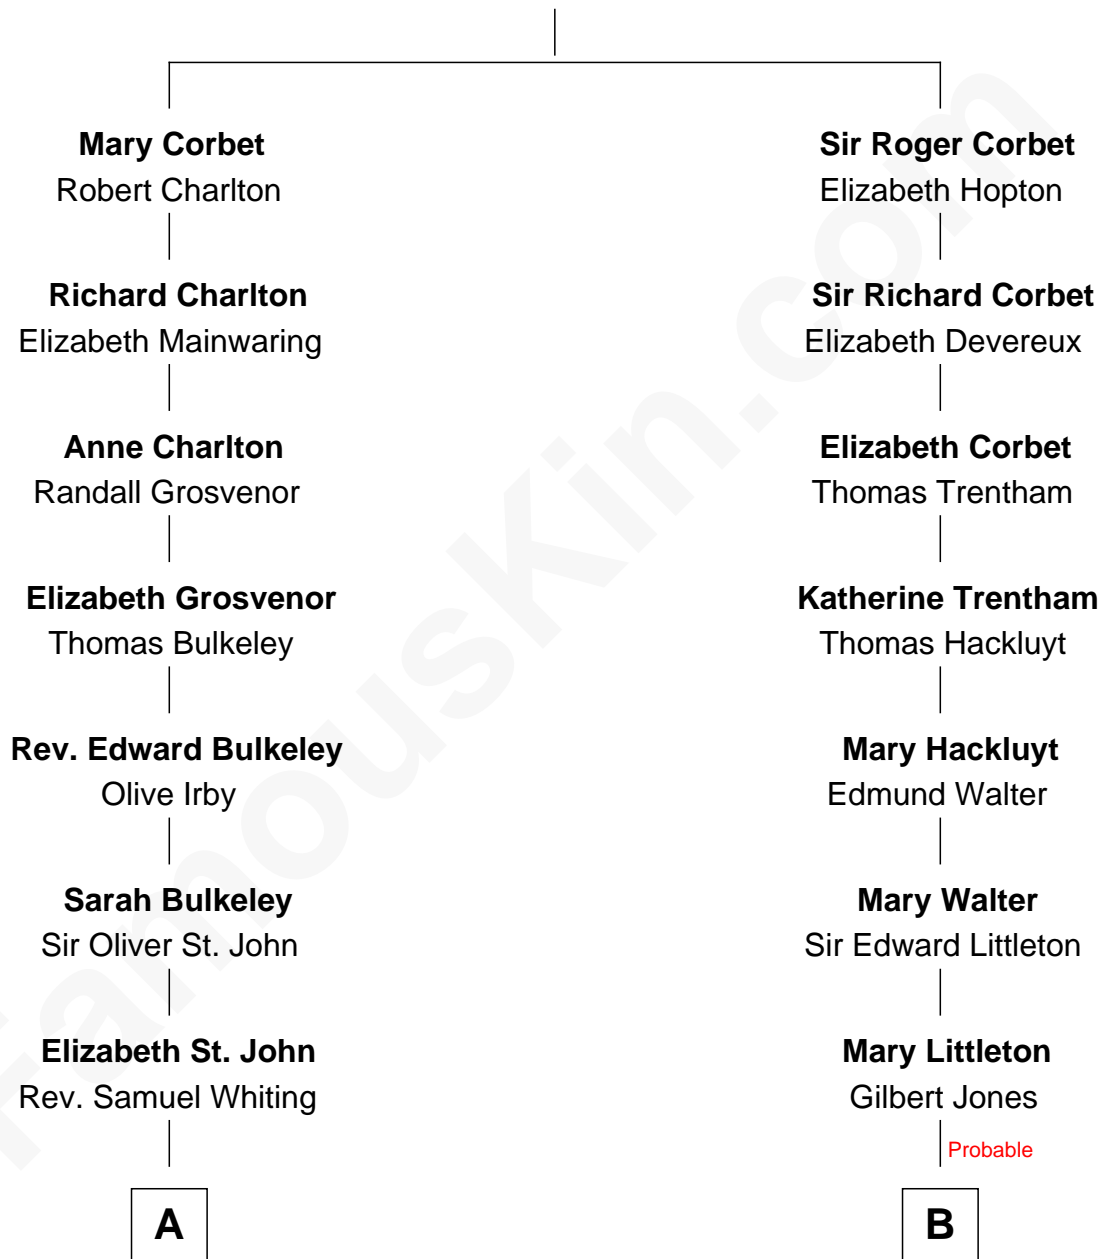 Mary Corbet
Robert Charlton
Richard Charlton
Elizabeth Mainwaring
Anne Charlton
Randall Grosvenor
Elizabeth Grosvenor
Thomas Bulkeley
Rev. Edward Bulkeley
Olive Irby
Sarah Bulkeley
Sir Oliver St. John
Elizabeth St. John
Rev. Samuel Whiting
A
Sir Roger Corbet
Elizabeth Hopton
Sir Richard Corbet
Elizabeth Devereux
Elizabeth Corbet
Thomas Trentham
Katherine Trentham
Thomas Hackluyt
Mary Hackluyt
Edmund Walter
Mary Walter
Sir Edward Littleton
Mary Littleton
Gilbert Jones
Probable
B
FamousKin.com